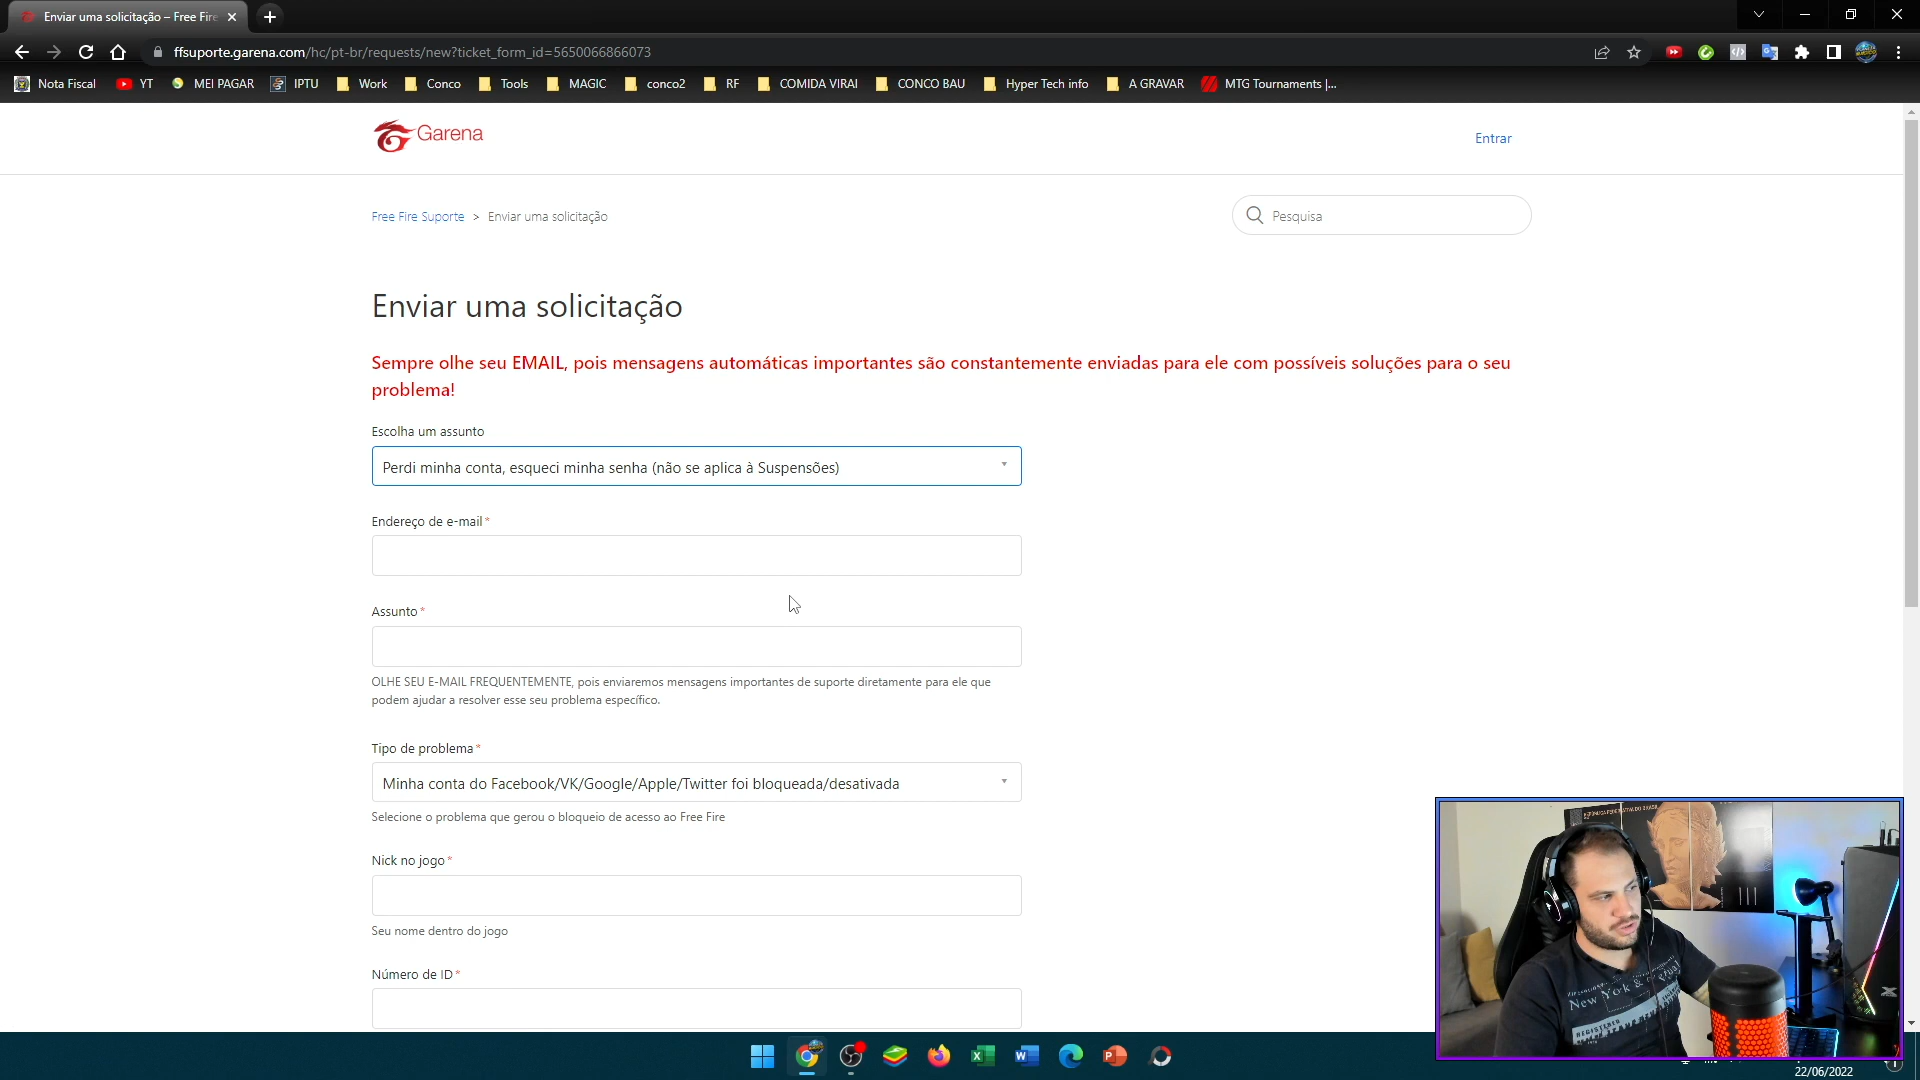 Enviar uma solicitação – Free Fire
ffsuporte.garena.com/hc/pt-br/requests/new?ticket_form_id=5650066866073
Nota Fiscal YT MEI PAGAR IPTU Work Conco Tools MAGIC conco2 RF COMIDA VIRAI CONCO BAU Hyper Tech info A GRAVAR MTG Tournaments |...
Garena
Entrar
Free Fire Suporte > Enviar uma solicitação
Pesquisa
Enviar uma solicitação
Sempre olhe seu EMAIL, pois mensagens automáticas importantes são constantemente enviadas para ele com possíveis soluções para o seu
problema!
Escolha um assunto
Perdi minha conta, esqueci minha senha (não se aplica à Suspensões)
Endereço de e-mail*
Assunto*
OLHE SEU E-MAIL FREQUENTEMENTE, pois enviaremos mensagens importantes de suporte diretamente para ele que
podem ajudar a resolver esse seu problema específico.
Tipo de problema*
Minha conta do Facebook/VK/Google/Apple/Twitter foi bloqueada/desativada
Selecione o problema que gerou o bloqueio de acesso ao Free Fire
Nick no jogo*
Seu nome dentro do jogo
Número de ID*
New York &
REGISTERED
22/06/2022